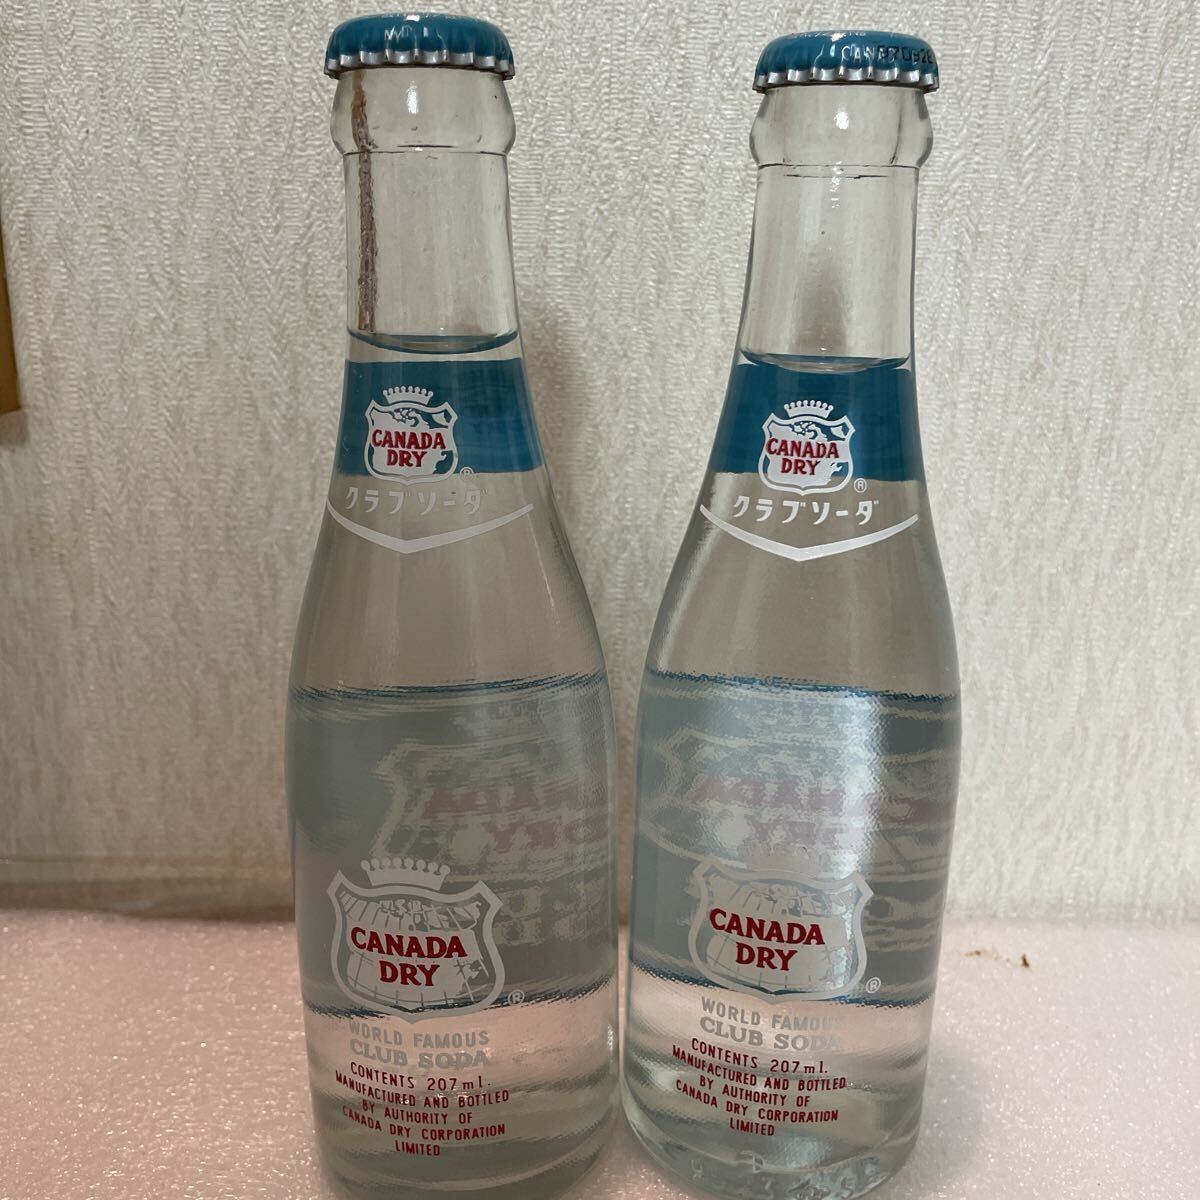 CANADA
DRY
®
クラブソーダ
CANADA
DRY
®
WORLD FAMOUS
CLUB SODA
CONTENTS 207ml.
MANUFACTURED AND BOTTLED
BY AUTHORITY OF
CANADA DRY CORPORATION
LIMITED
CANADA
DRY
®
クラブソーダ
CANADA
DRY
®
WORLD FAMOUS
CLUB SODA
CONTENTS 207ml.
MANUFACTURED AND BOTTLED
BY AUTHORITY OF
CANADA DRY CORPORATION
LIMITED